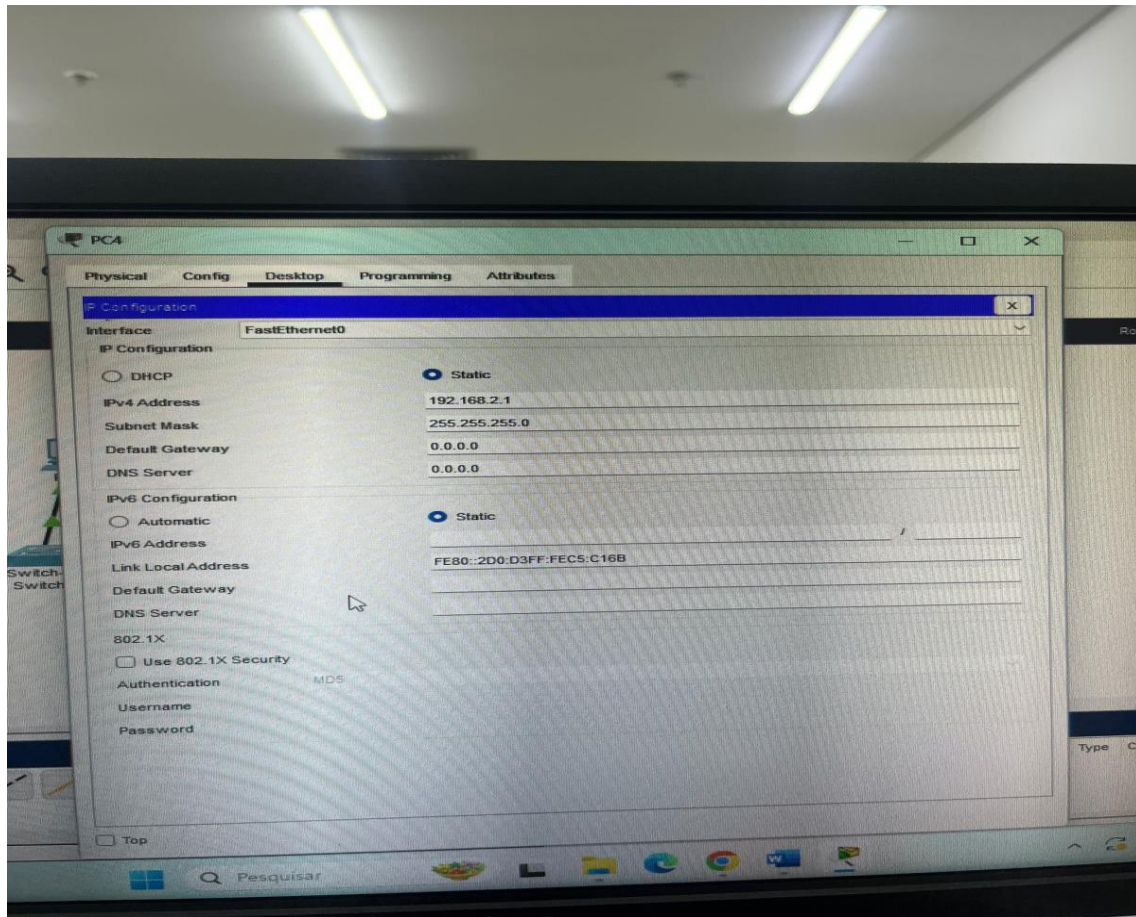 PC4
Physical Config Desktop Programming Attributes
IP Configuration
Interface FastEthernet0
IP Configuration
DHCP Static
IPv4 Address 192.168.2.1
Subnet Mask 255.255.255.0
Default Gateway 0.0.0.0
DNS Server 0.0.0.0
IPv6 Configuration
Automatic Static
IPv6 Address /
Link Local Address FE80::2D0:D3FF:FEC5:C16B
Default Gateway
DNS Server
802.1X
Use 802.1X Security
Authentication MD5
Username
Password
Top
Switch-
Switch
Ro
Type C
Pesquisar